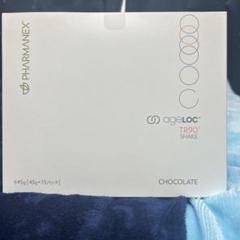 PHARMANEX
ageLOC
TR90
SHAKE
CHOCOLATE